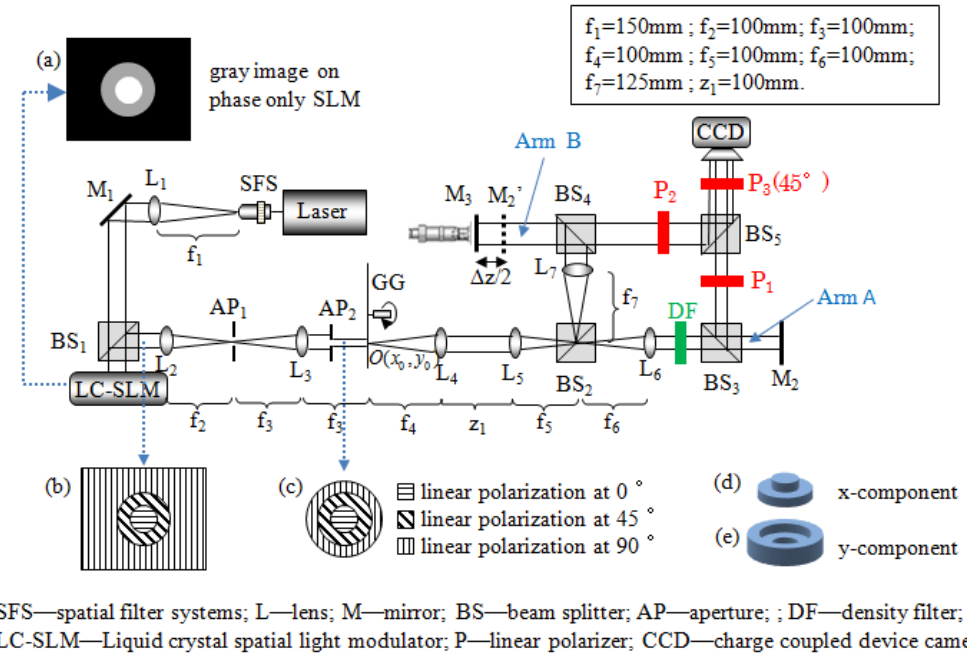 f₁=150mm ; f₂=100mm; f₃=100mm;
f₄=100mm ; f₅=100mm; f₆=100mm;
f₇=125mm ; z₁=100mm.
(a)
gray image on
phase only SLM
CCD
Arm B
P₃(45°)
M₁
L₁
SFS
Laser
M₃
M₂'
BS₄
P₂
BS₅
f₁
Δz/2
L₇
f₇
P₁
GG
Arm A
AP₁
AP₂
DF
BS₁
L₂
L₃
O(x₀,y₀)
L₄
L₅
BS₂
L₆
BS₃
M₂
LC-SLM
f₂
f₃
f₃
f₄
z₁
f₅
f₆
(b)
(c)
linear polarization at 0 °
linear polarization at 45 °
linear polarization at 90 °
(d)
x-component
(e)
y-component
SFS—spatial filter systems; L—lens; M—mirror; BS—beam splitter; AP—aperture; ; DF—density filter;
LC-SLM—Liquid crystal spatial light modulator; P—linear polarizer; CCD—charge coupled device came